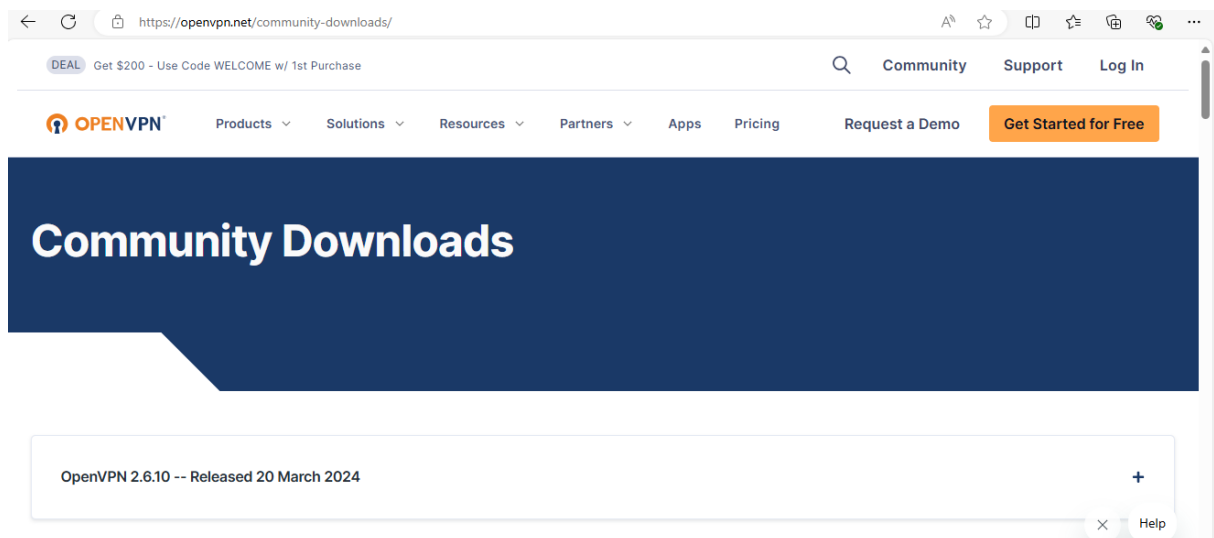 https://openvpn.net/community-downloads/
DEAL Get $200 - Use Code WELCOME w/ 1st Purchase Community Support Log In
OPENVPN Products Solutions Resources Partners Apps Pricing Request a Demo Get Started for Free
Community Downloads
OpenVPN 2.6.10 -- Released 20 March 2024 +
Help